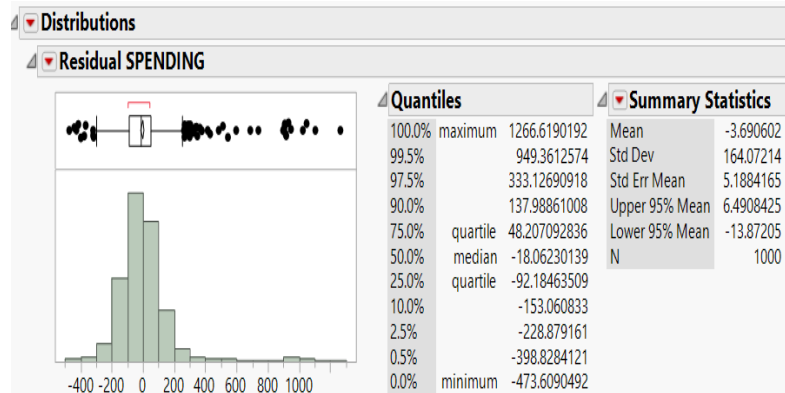 Distributions
Residual SPENDING
Quantiles
100.0% maximum 1266.6190192
99.5% 949.3612574
97.5% 333.12690918
90.0% 137.98861008
75.0% quartile 48.207092836
50.0% median -18.06230139
25.0% quartile -92.18463509
10.0% -153.060833
2.5% -228.879161
0.5% -398.8284121
0.0% minimum -473.6090492
Summary Statistics
Mean -3.690602
Std Dev 164.07214
Std Err Mean 5.1884165
Upper 95% Mean 6.4908425
Lower 95% Mean -13.87205
N 1000
-400 -200 0 200 400 600 800 1000